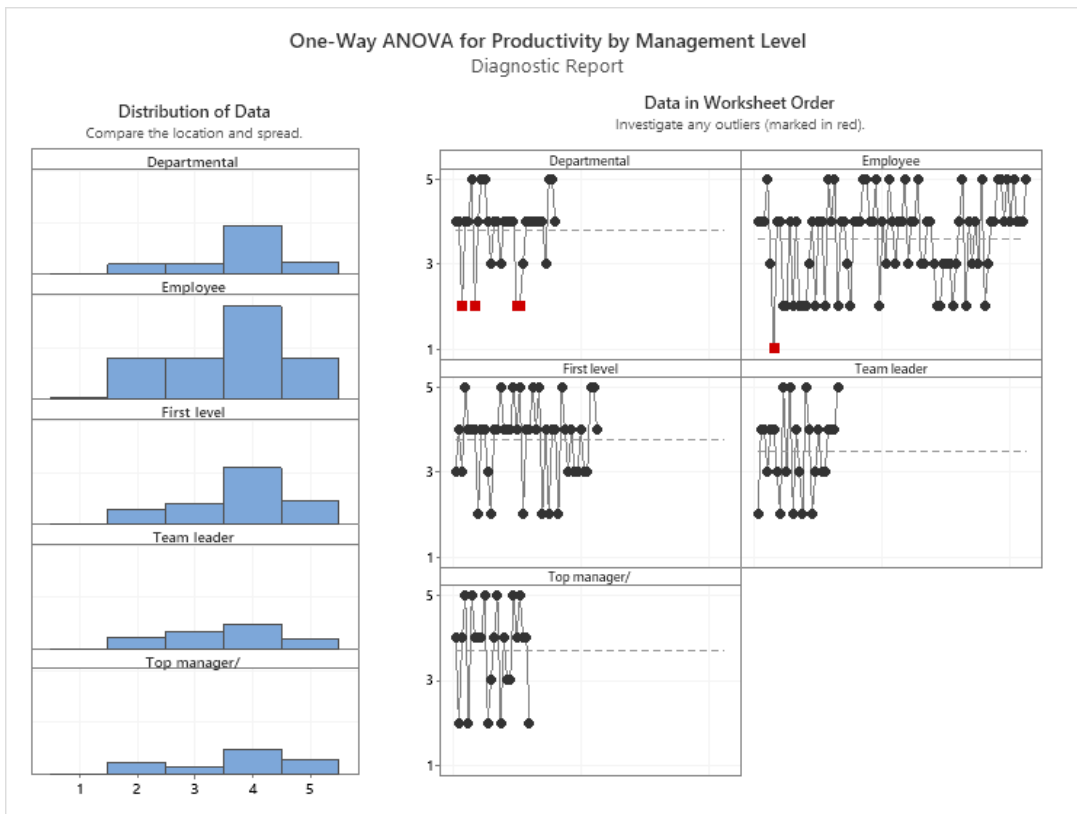 One-Way ANOVA for Productivity by Management Level
Diagnostic Report
Distribution of Data
Compare the location and spread.
Departmental
Employee
First level
Team leader
Top manager/
1 2 3 4 5
Data in Worksheet Order
Investigate any outliers (marked in red).
Departmental Employee
5
3
1
First level Team leader
5
3
1
Top manager/
5
3
1